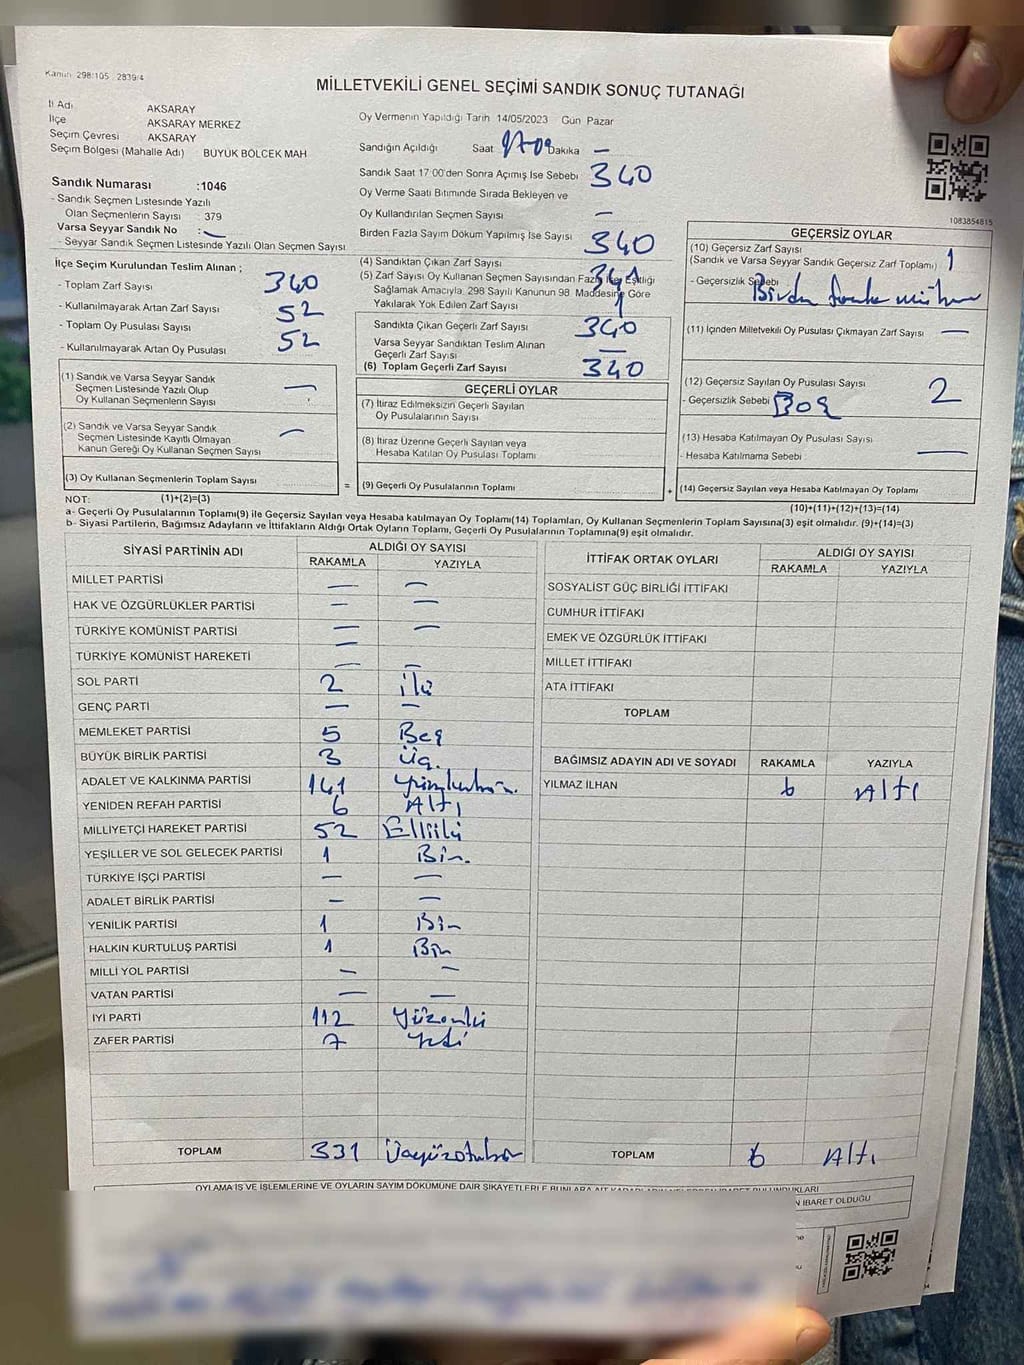 Kanun 298/105 , 2839/4
MİLLETVEKİLİ GENEL SEÇİMİ SANDIK SONUÇ TUTANAĞI
İl Adı AKSARAY
İlçe AKSARAY MERKEZ
Seçim Çevresi AKSARAY
Seçim Bölgesi (Mahalle Adı) BÜYÜK BÖLCEK MAH
Oy Vermenin Yapıldığı Tarih 14/05/2023 Gün Pazar
Sandığın Açıldığı Saat Dakika —
Sandık Saat 17:00'den Sonra Açımış İse Sebebi 340
Oy Verme Saati Bitiminde Sırada Bekleyen ve
Oy Kullandırılan Seçmen Sayısı —
Birden Fazla Sayım Döküm Yapılmış İse Sayısı 340
Sandık Numarası :1046
- Sandık Seçmen Listesinde Yazılı
Olan Seçmenlerin Sayısı : 379
Varsa Seyyar Sandık No : —
- Seyyar Sandık Seçmen Listesinde Yazılı Olan Seçmen Sayısı
1083854815
İlçe Seçim Kurulundan Teslim Alınan ;
- Toplam Zarf Sayısı 340
- Kullanılmayarak Artan Zarf Sayısı 52
- Toplam Oy Pusulası Sayısı 52
- Kullanılmayarak Artan Oy Pusulası
(4) Sandıktan Çıkan Zarf Sayısı 341
(5) Zarf Sayısı Oy Kullanan Seçmen Sayısından Fazla İse, Eşitliği
Sağlamak Amacıyla, 298 Sayılı Kanunun 98. Maddesine Göre
Yakılarak Yok Edilen Zarf Sayısı 1
Sandıkta Çıkan Geçerli Zarf Sayısı 340
Varsa Seyyar Sandıktan Teslim Alınan
Geçerli Zarf Sayısı —
(6) Toplam Geçerli Zarf Sayısı 340
GEÇERSİZ OYLAR
(10) Geçersiz Zarf Sayısı
(Sandık ve Varsa Seyyar Sandık Geçersiz Zarf Toplamı) 1
- Geçersizlik Sebebi
(11) İçinden Milletvekili Oy Pusulası Çıkmayan Zarf Sayısı —
(12) Geçersiz Sayılan Oy Pusulası Sayısı 2
- Geçersizlik Sebebi Boş
(13) Hesaba Katılmayan Oy Pusulası Sayısı
- Hesaba Katılmama Sebebi : —
(14) Geçersiz Sayılan veya Hesaba Katılmayan Oy Toplamı
(10)+(11)+(12)+(13)=(14)
(1) Sandık ve Varsa Seyyar Sandık
Seçmen Listesinde Yazılı Olup
Oy Kullanan Seçmenlerin Sayısı —
(2) Sandık ve Varsa Seyyar Sandık
Seçmen Listesinde Kayıtlı Olmayan
Kanun Gereği Oy Kullanan Seçmen Sayısı —
(3) Oy Kullanan Seçmenlerin Toplam Sayısı =
(1)+(2)=(3)
GEÇERLİ OYLAR
(7) İtiraz Edilmeksizin Geçerli Sayılan
Oy Pusulalarının Sayısı
(8) İtiraz Üzerine Geçerli Sayılan veya
Hesaba Katılan Oy Pusulası Toplamı
(9) Geçerli Oy Pusulalarının Toplamı +
NOT:
a- Geçerli Oy Pusulalarının Toplamı(9) ile Geçersiz Sayılan veya Hesaba katılmayan Oy Toplamı(14) Toplamları, Oy Kullanan Seçmenlerin Toplam Sayısına(3) eşit olmalıdır. (9)+(14)=(3)
b- Siyasi Partilerin, Bağımsız Adayların ve İttifakların Aldığı Ortak Oyların Toplamı, Geçerli Oy Pusulalarının Toplamına(9) eşit olmalıdır.
SİYASİ PARTİNİN ADI ALDIĞI OY SAYISI
RAKAMLA YAZIYLA
MİLLET PARTİSİ — —
HAK VE ÖZGÜRLÜKLER PARTİSİ — —
TÜRKİYE KOMÜNİST PARTİSİ — —
TÜRKİYE KOMÜNİST HAREKETİ —
SOL PARTİ 2 iki
GENÇ PARTİ — —
MEMLEKET PARTİSİ 5 Beş
BÜYÜK BİRLİK PARTİSİ 3 Üç.
ADALET VE KALKINMA PARTİSİ 141
YENİDEN REFAH PARTİSİ 6 Altı
MİLLİYETÇİ HAREKET PARTİSİ 52 Elliiki
YEŞİLLER VE SOL GELECEK PARTİSİ 1 Bir.
TÜRKİYE İŞÇİ PARTİSİ — —
ADALET BİRLİK PARTİSİ — —
YENİLİK PARTİSİ 1 Bir
HALKIN KURTULUŞ PARTİSİ 1 Bir
MİLLİ YOL PARTİSİ — —
VATAN PARTİSİ — —
İYİ PARTİ 112 Yüzoniki
ZAFER PARTİSİ 7 Yedi
TOPLAM 331 Üçyüzotuzbir
İTTİFAK ORTAK OYLARI ALDIĞI OY SAYISI
RAKAMLA YAZIYLA
SOSYALİST GÜÇ BİRLİĞİ İTTİFAKI
CUMHUR İTTİFAKI
EMEK VE ÖZGÜRLÜK İTTİFAKI
MİLLET İTTİFAKI
ATA İTTİFAKI
TOPLAM
BAĞIMSIZ ADAYIN ADI VE SOYADI RAKAMLA YAZIYLA
YILMAZ İLHAN 6 Altı
TOPLAM 6 Altı
OYLAMA İŞ VE İŞLEMLERİNE VE OYLARIN SAYIM DÖKÜMÜNE DAİR ŞİKAYETLERLE BUNLARA AİT
N İBARET OLDUĞU